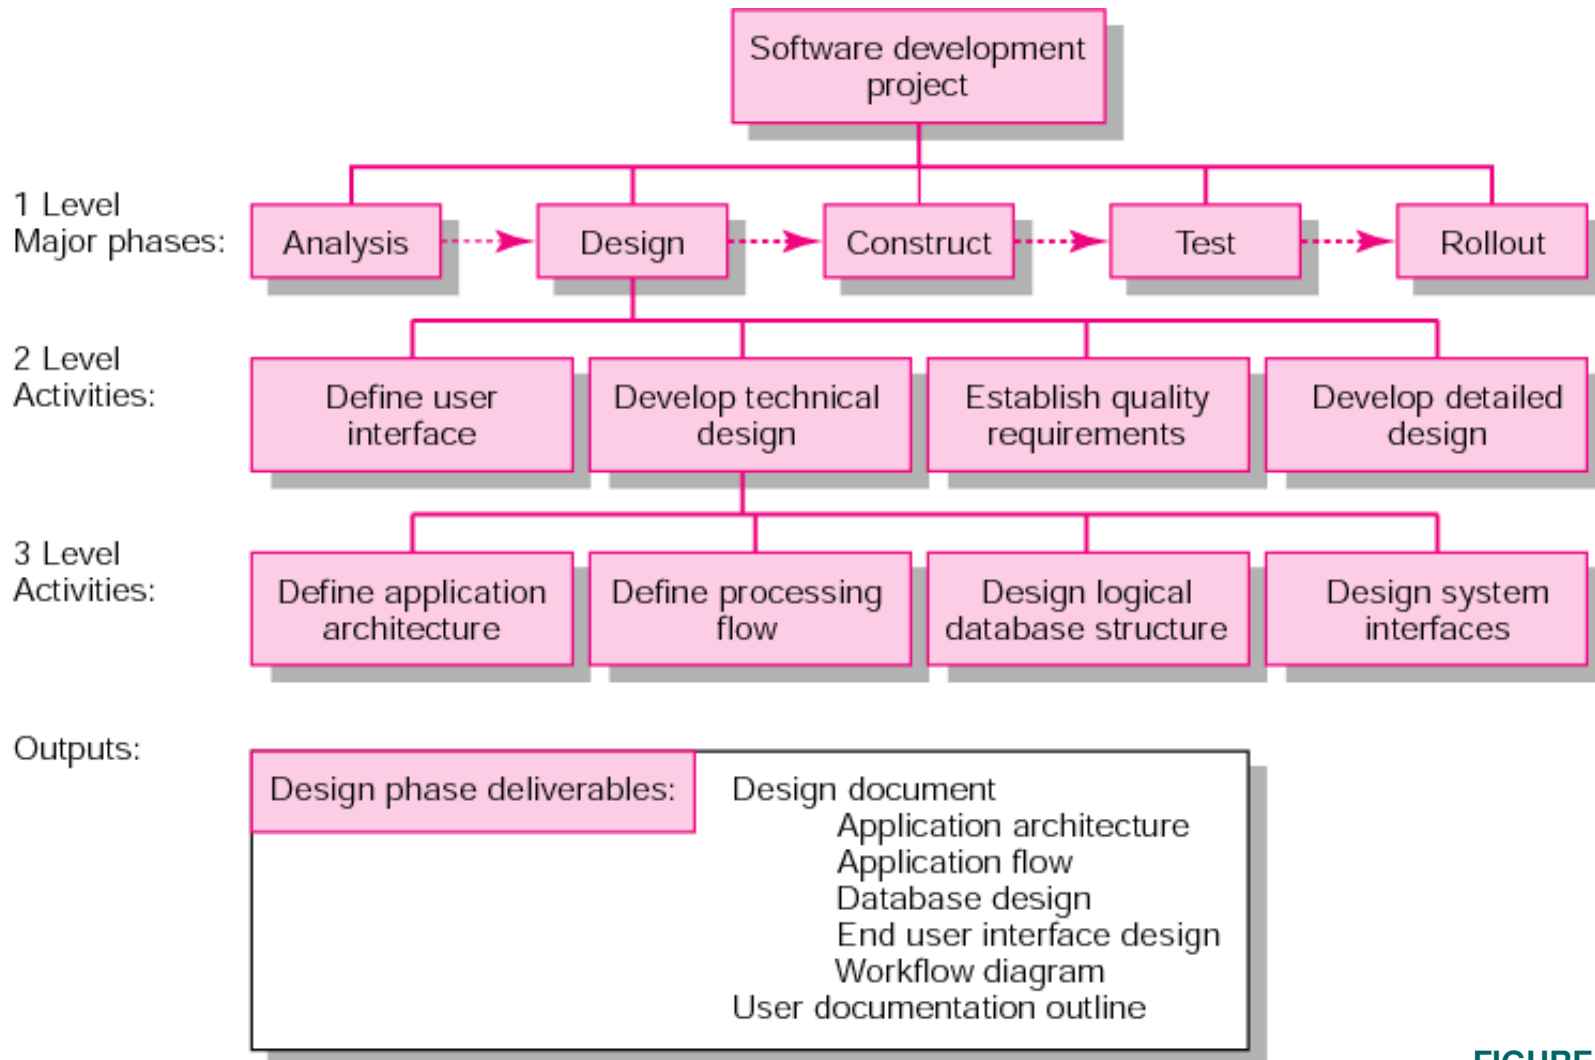 Software development
project
1 Level
Major phases:
Analysis
Design
Construct
Test
Rollout
2 Level
Activities:
Define user
interface
Develop technical
design
Establish quality
requirements
Develop detailed
design
3 Level
Activities:
Define application
architecture
Define processing
flow
Design logical
database structure
Design system
interfaces
Outputs:
Design phase deliverables:
Design document
Application architecture
Application flow
Database design
End user interface design
Workflow diagram
User documentation outline
FIGURE